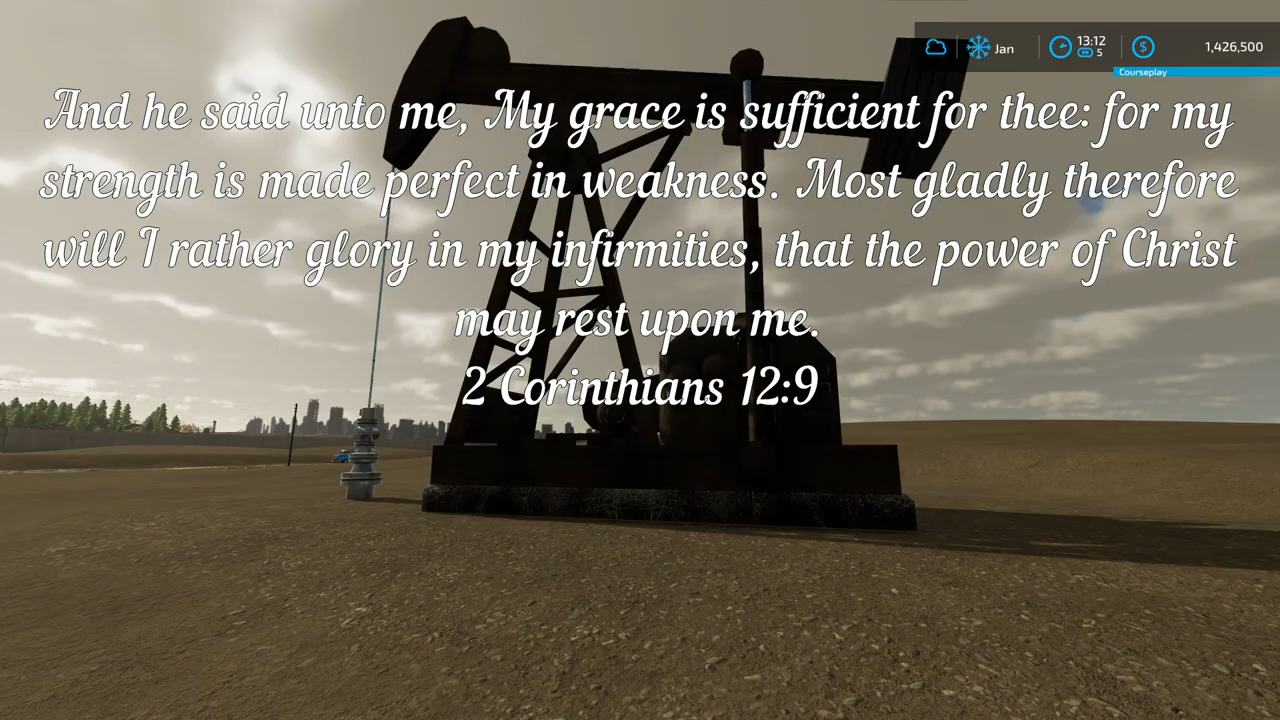 Jan
13:12
5
1,426,500
Courseplay
And he said unto me, My grace is sufficient for thee: for my
strength is made perfect in weakness. Most gladly therefore
will I rather glory in my infirmities, that the power of Christ
may rest upon me.
2 Corinthians 12:9